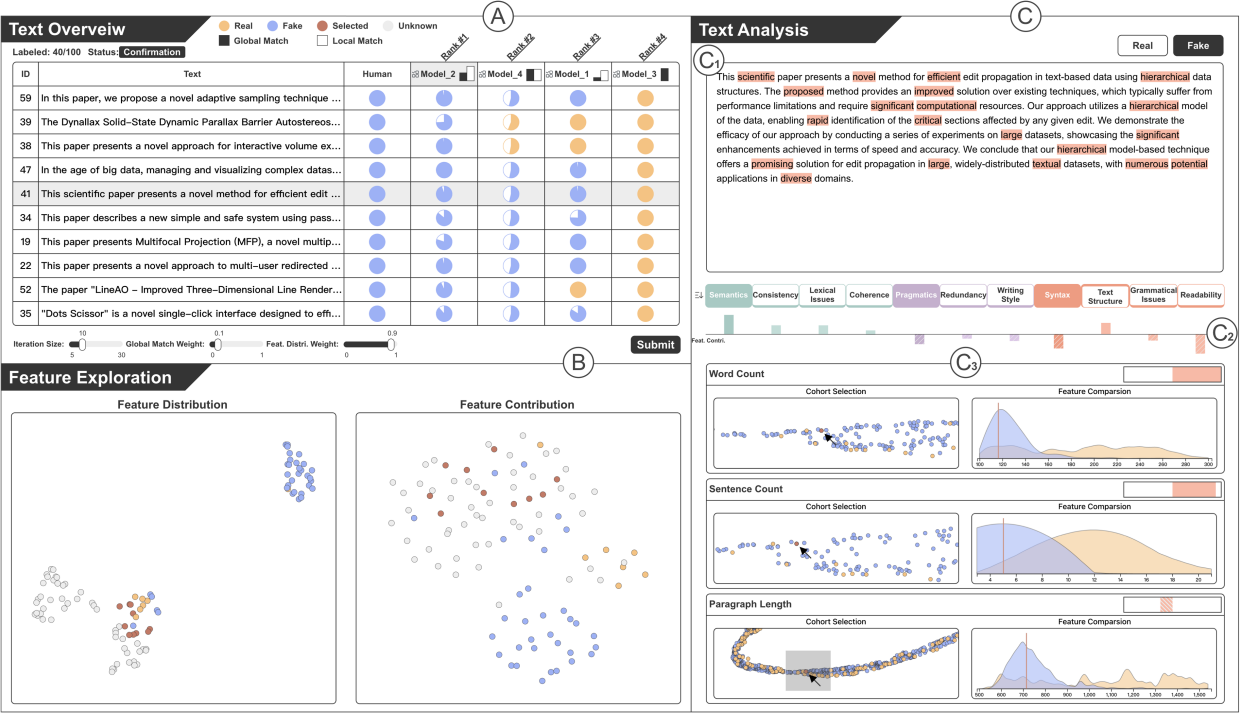 Text Overveiw
A
Real Fake Selected Unknown
Global Match Local Match
Labeled: 40/100 Status: Confirmation
Rank #1 Rank #2 Rank #3 Rank #4
ID Text Human Model_2 Model_4 Model_1 Model_3
59 In this paper, we propose a novel adaptive sampling technique ...
39 The Dynallax Solid-State Dynamic Parallax Barrier Autostereos...
38 This paper presents a novel approach for interactive volume ex...
47 In the age of big data, managing and visualizing complex datas...
41 This scientific paper presents a novel method for efficient edit ...
34 This paper describes a new simple and safe system using pass...
19 This paper presents Multifocal Projection (MFP), a novel multip...
22 This paper presents a novel approach to multi-user redirected ...
52 The paper "LineAO - Improved Three-Dimensional Line Render...
35 "Dots Scissor" is a novel single-click interface designed to effi...
10 0.1 0.9
Iteration Size: Global Match Weight: Feat. Distri. Weight: Submit
5 30 0 1 0 1
B
Feature Exploration
Feature Distribution Feature Contribution
C
Text Analysis
Real Fake
C1
This scientific paper presents a novel method for efficient edit propagation in text-based data using hierarchical data
structures. The proposed method provides an improved solution over existing techniques, which typically suffer from
performance limitations and require significant computational resources. Our approach utilizes a hierarchical model
of the data, enabling rapid identification of the critical sections affected by any given edit. We demonstrate the
efficacy of our approach by conducting a series of experiments on large datasets, showcasing the significant
enhancements achieved in terms of speed and accuracy. We conclude that our hierarchical model-based technique
offers a promising solution for edit propagation in large, widely-distributed textual datasets, with numerous potential
applications in diverse domains.
Semantics Consistency Lexical Issues Coherence Pragmatics Redundancy Writing Style Syntax Text Structure Grammatical Issues Readability
Feat. Contri.
C2
C3
Word Count
Cohort Selection Feature Comparsion
100 120 140 160 180 200 220 240 260 280 300
Sentence Count
Cohort Selection Feature Comparsion
4 6 8 10 12 14 16 18 20
Paragraph Length
Cohort Selection Feature Comparsion
500 600 700 800 900 1,000 1,100 1,200 1,300 1,400 1,500